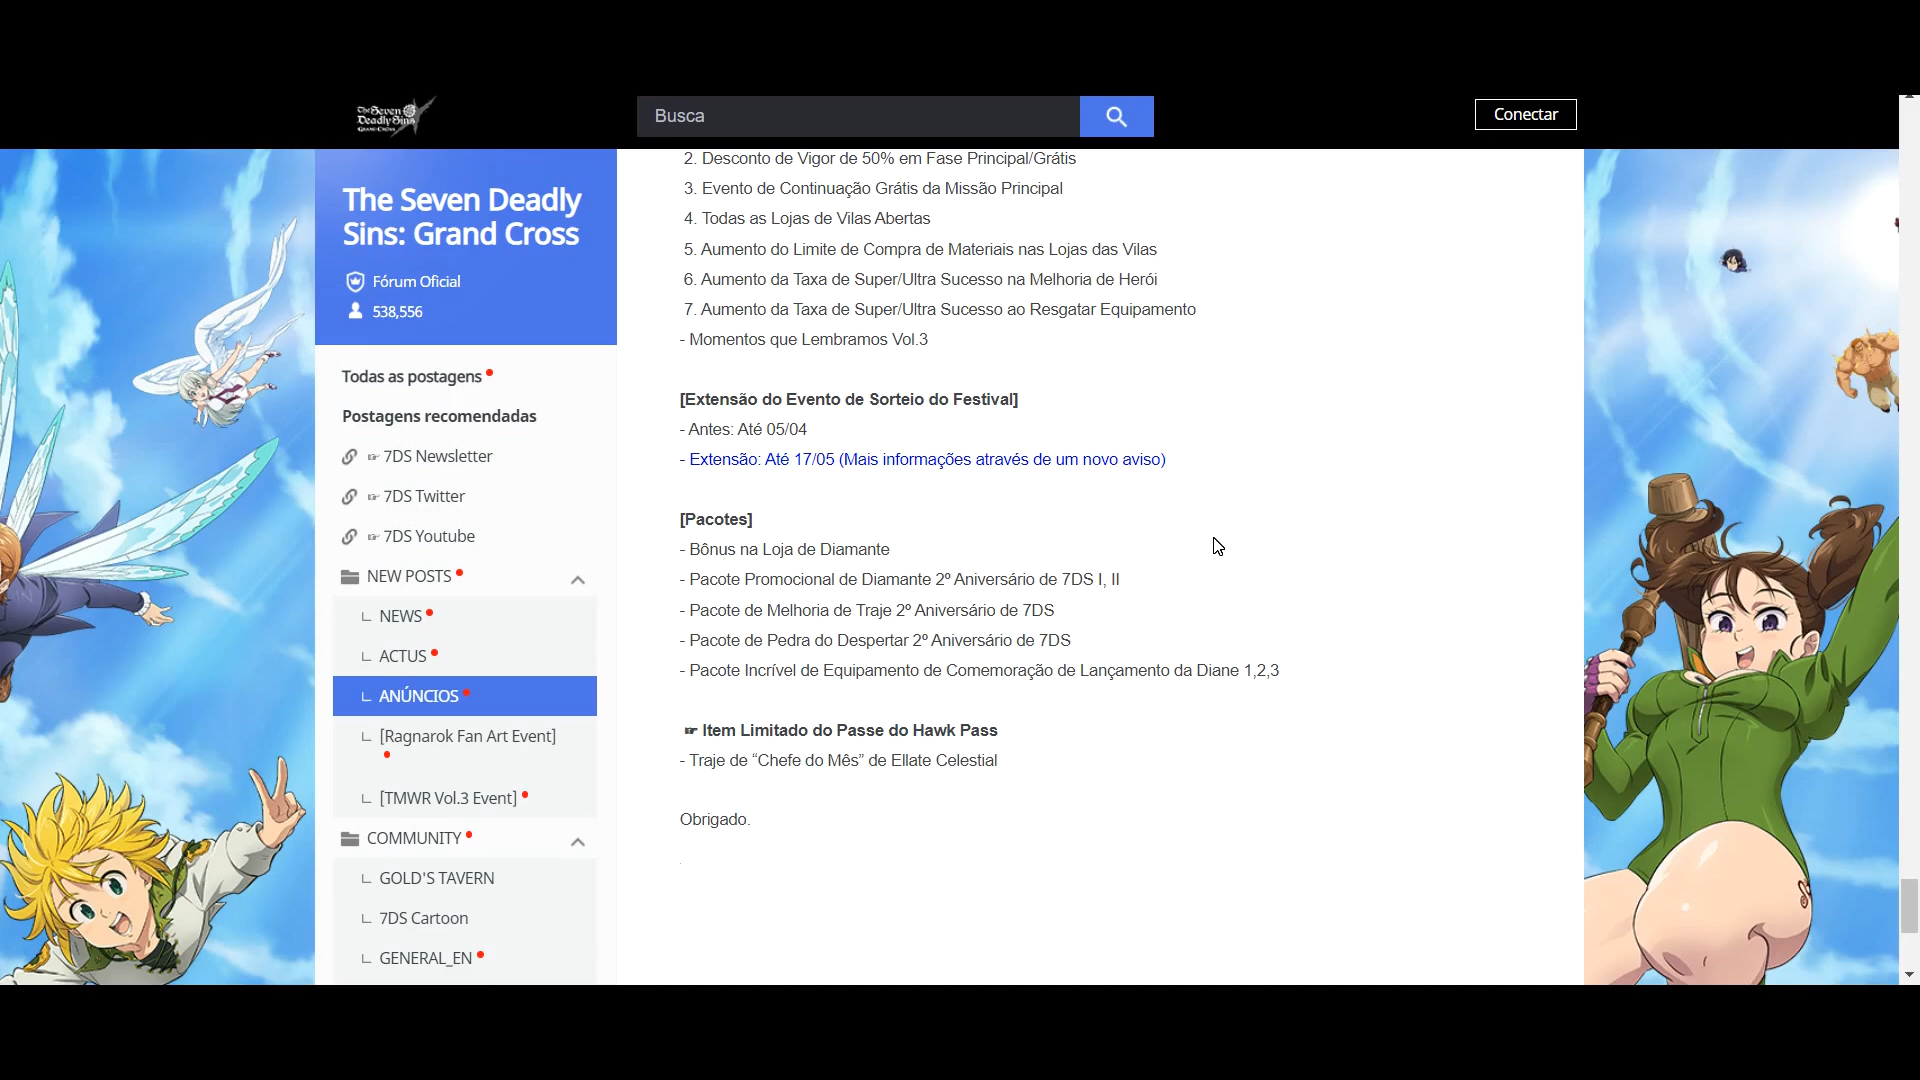 The Seven
Deadly Sins
GRAND CROSS
Busca
Conectar
The Seven Deadly
Sins: Grand Cross
Fórum Oficial
538,556
Todas as postagens
Postagens recomendadas
☞ 7DS Newsletter
☞ 7DS Twitter
☞ 7DS Youtube
NEW POSTS
NEWS
ACTUS
ANÚNCIOS
[Ragnarok Fan Art Event]
[TMWR Vol.3 Event]
COMMUNITY
GOLD'S TAVERN
7DS Cartoon
GENERAL_EN
2. Desconto de Vigor de 50% em Fase Principal/Grátis
3. Evento de Continuação Grátis da Missão Principal
4. Todas as Lojas de Vilas Abertas
5. Aumento do Limite de Compra de Materiais nas Lojas das Vilas
6. Aumento da Taxa de Super/Ultra Sucesso na Melhoria de Herói
7. Aumento da Taxa de Super/Ultra Sucesso ao Resgatar Equipamento
- Momentos que Lembramos Vol.3
[Extensão do Evento de Sorteio do Festival]
- Antes: Até 05/04
- Extensão: Até 17/05 (Mais informações através de um novo aviso)
[Pacotes]
- Bônus na Loja de Diamante
- Pacote Promocional de Diamante 2º Aniversário de 7DS I, II
- Pacote de Melhoria de Traje 2º Aniversário de 7DS
- Pacote de Pedra do Despertar 2º Aniversário de 7DS
- Pacote Incrível de Equipamento de Comemoração de Lançamento da Diane 1,2,3
☛ Item Limitado do Passe do Hawk Pass
- Traje de “Chefe do Mês” de Ellate Celestial
Obrigado.